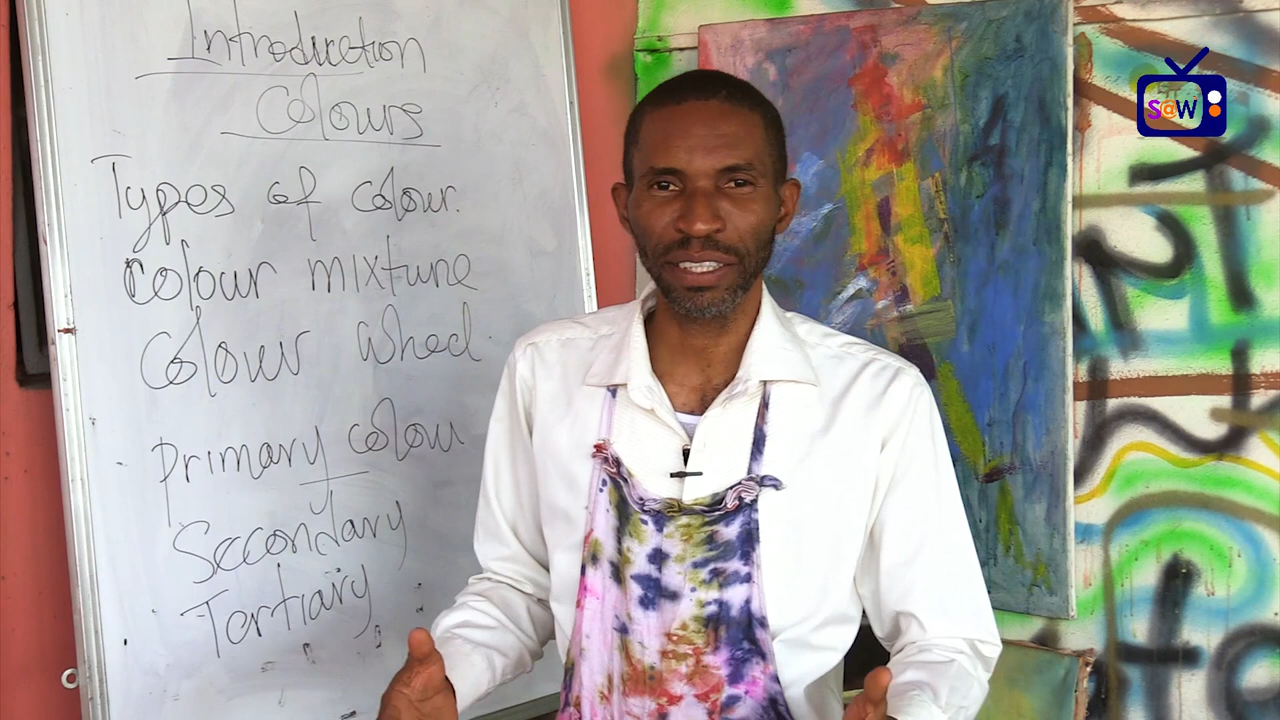 Introduction
Colours
Types of colour.
colour mixture
Colour wheel.
primary colour
Secondary
Tertiary
S@W